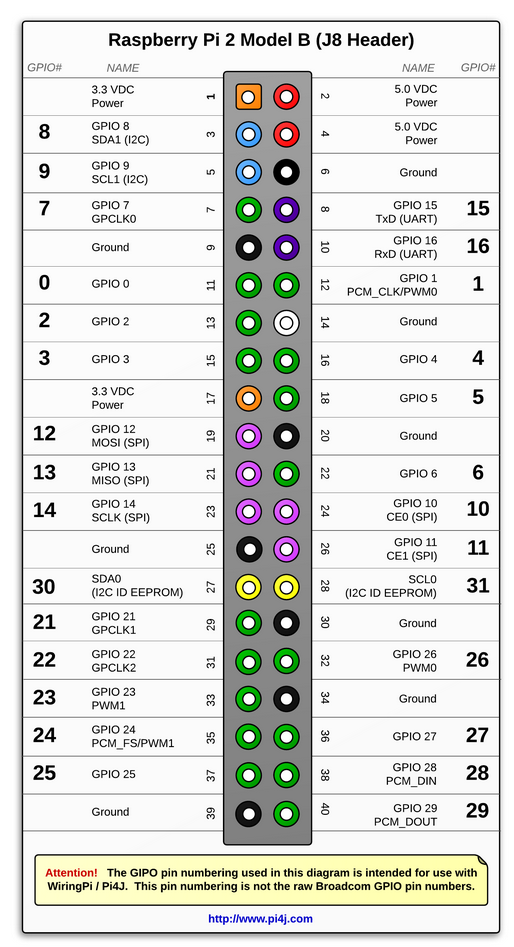 Raspberry Pi 2 Model B (J8 Header)
GPIO# NAME NAME GPIO#
3.3 VDC
Power 1 2 5.0 VDC
Power
8 GPIO 8
SDA1 (I2C) 3 4 5.0 VDC
Power
9 GPIO 9
SCL1 (I2C) 5 6 Ground
7 GPIO 7
GPCLK0 7 8 GPIO 15
TxD (UART) 15
Ground 9 10 GPIO 16
RxD (UART) 16
0 GPIO 0 11 12 GPIO 1
PCM_CLK/PWM0 1
2 GPIO 2 13 14 Ground
3 GPIO 3 15 16 GPIO 4 4
3.3 VDC
Power 17 18 GPIO 5 5
12 GPIO 12
MOSI (SPI) 19 20 Ground
13 GPIO 13
MISO (SPI) 21 22 GPIO 6 6
14 GPIO 14
SCLK (SPI) 23 24 GPIO 10
CE0 (SPI) 10
Ground 25 26 GPIO 11
CE1 (SPI) 11
30 SDA0
(I2C ID EEPROM) 27 28 SCL0
(I2C ID EEPROM) 31
21 GPIO 21
GPCLK1 29 30 Ground
22 GPIO 22
GPCLK2 31 32 GPIO 26
PWM0 26
23 GPIO 23
PWM1 33 34 Ground
24 GPIO 24
PCM_FS/PWM1 35 36 GPIO 27 27
25 GPIO 25 37 38 GPIO 28
PCM_DIN 28
Ground 39 40 GPIO 29
PCM_DOUT 29
Attention! The GIPO pin numbering used in this diagram is intended for use with
WiringPi / Pi4J. This pin numbering is not the raw Broadcom GPIO pin numbers.
http://www.pi4j.com